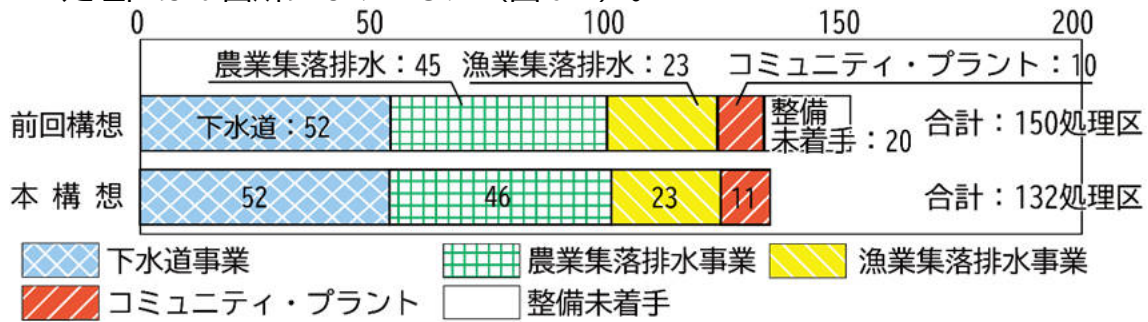 0 50 100 150 200
農業集落排水：45 漁業集落排水：23 コミュニティ・プラント：10
前回構想 下水道：52 整備未着手：20 合計：150処理区
本構想 52 46 23 11 合計：132処理区
下水道事業 農業集落排水事業 漁業集落排水事業
コミュニティ・プラント 整備未着手